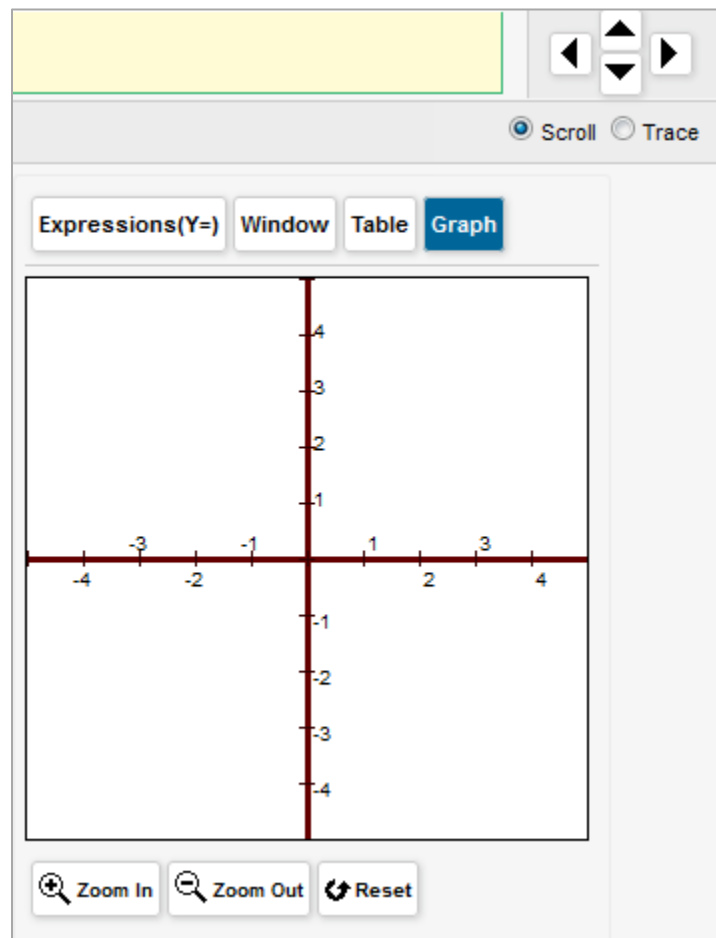 Scroll Trace
Expressions(Y=) Window Table Graph
4
3
2
1
-3 -1 1 3
-4 -2 2 4
-1
-2
-3
-4
Zoom In Zoom Out Reset